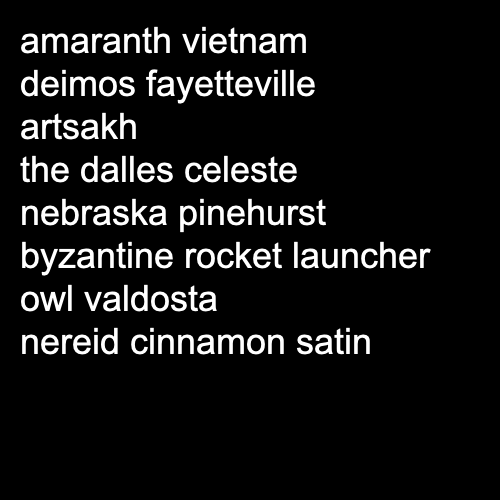 amaranth vietnam
deimos fayetteville
artsakh
the dalles celeste
nebraska pinehurst
byzantine rocket launcher
owl valdosta
nereid cinnamon satin